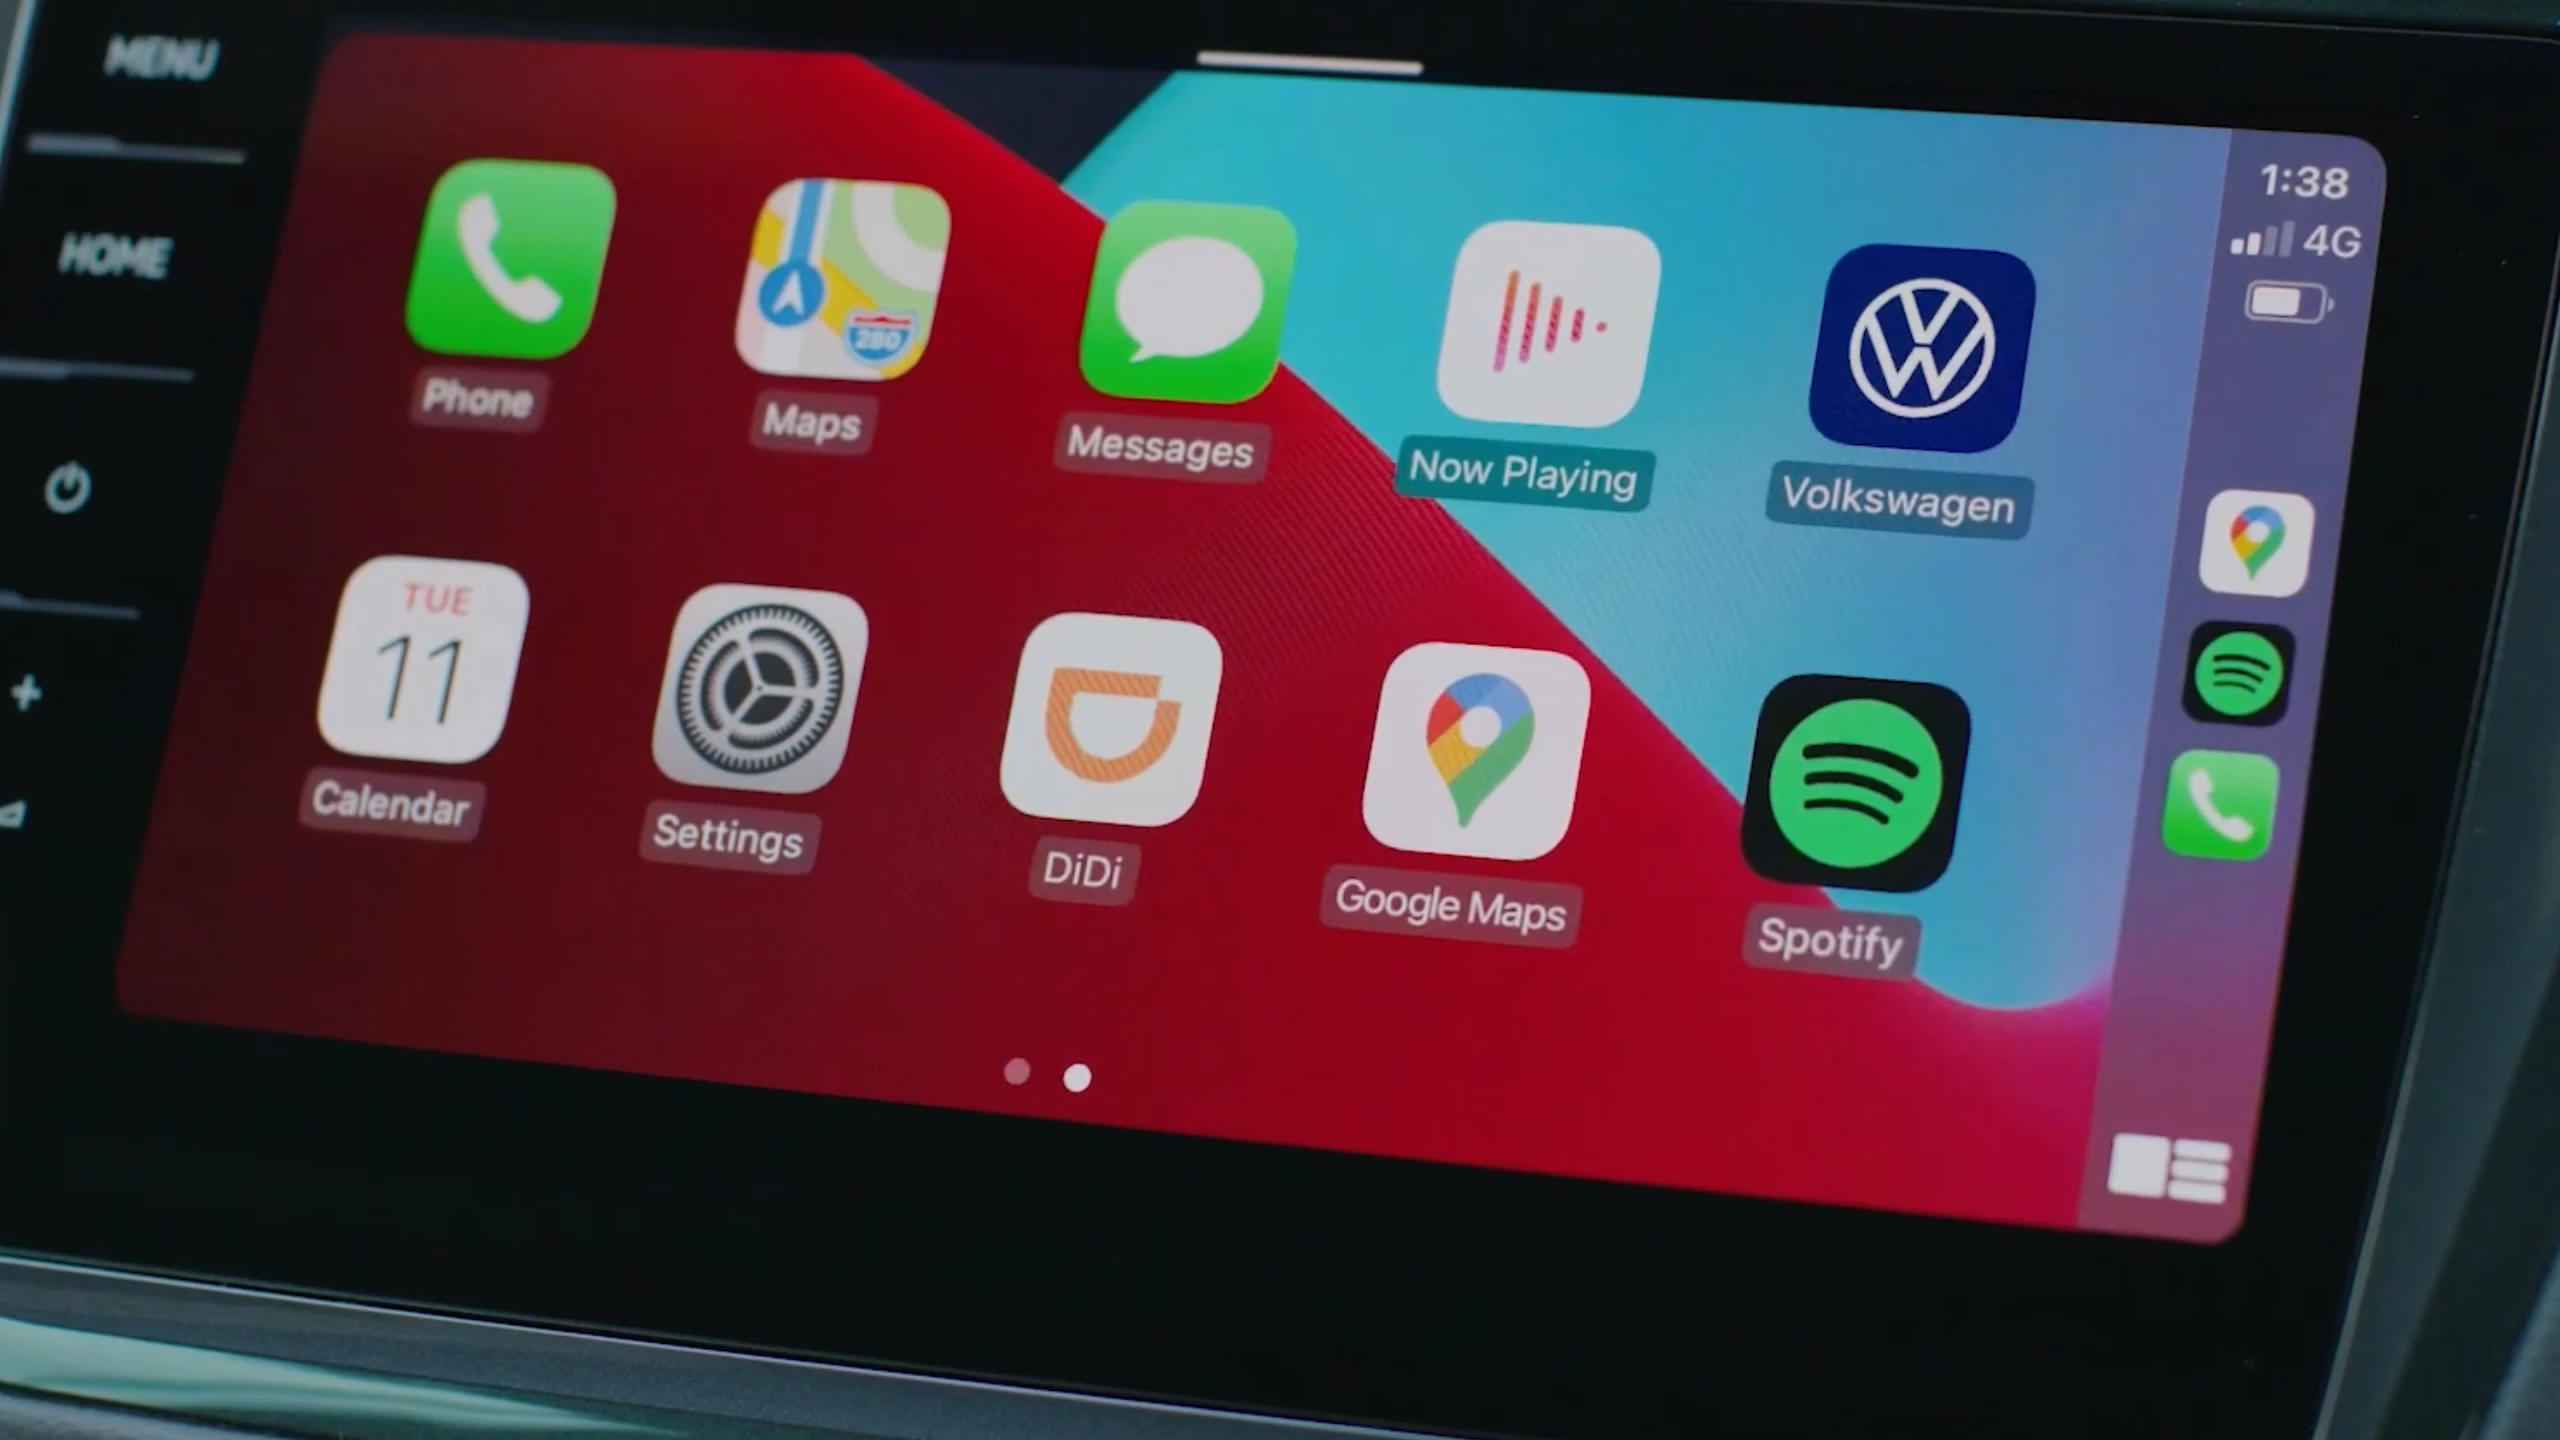 MENU
HOME
1:38
4G
280
Phone
Maps
Messages
Now Playing
Volkswagen
TUE
11
Calendar
Settings
DiDi
Google Maps
Spotify